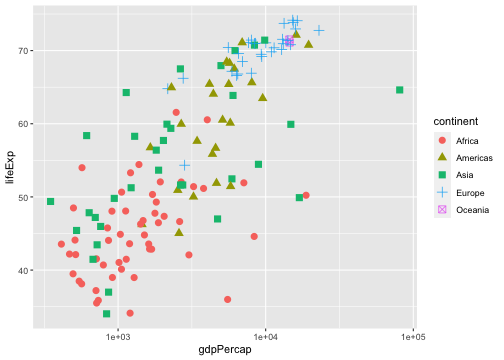 70
60
50
40
lifeExp
1e+03
1e+04
1e+05
gdpPercap
continent
Africa
Americas
Asia
Europe
Oceania